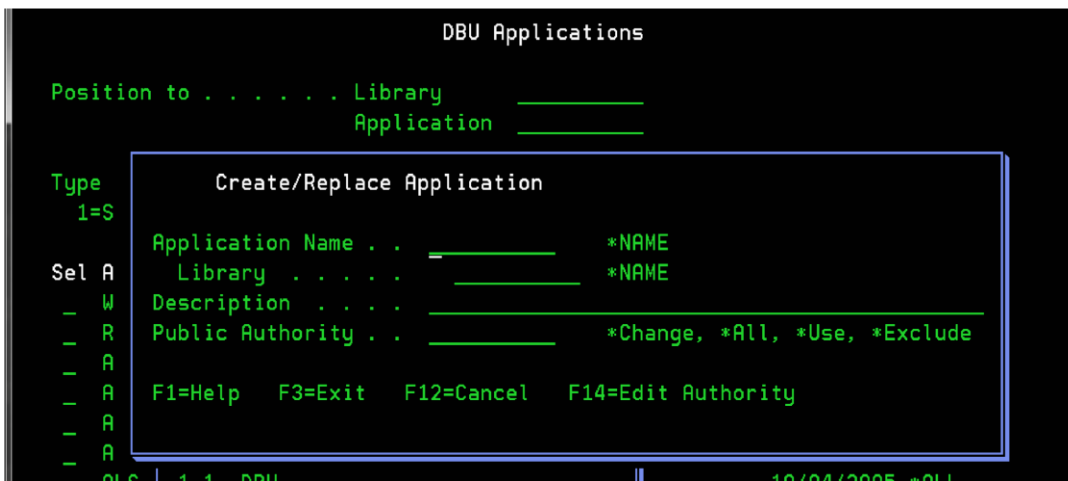 DBU Applications
Position to . . . . . . Library
Application
Type
1=S
Sel A
W
R
A
A
A
A
Create/Replace Application
Application Name . . *NAME
Library . . . . . *NAME
Description . . . .
Public Authority . . *Change, *All, *Use, *Exclude
F1=Help F3=Exit F12=Cancel F14=Edit Authority